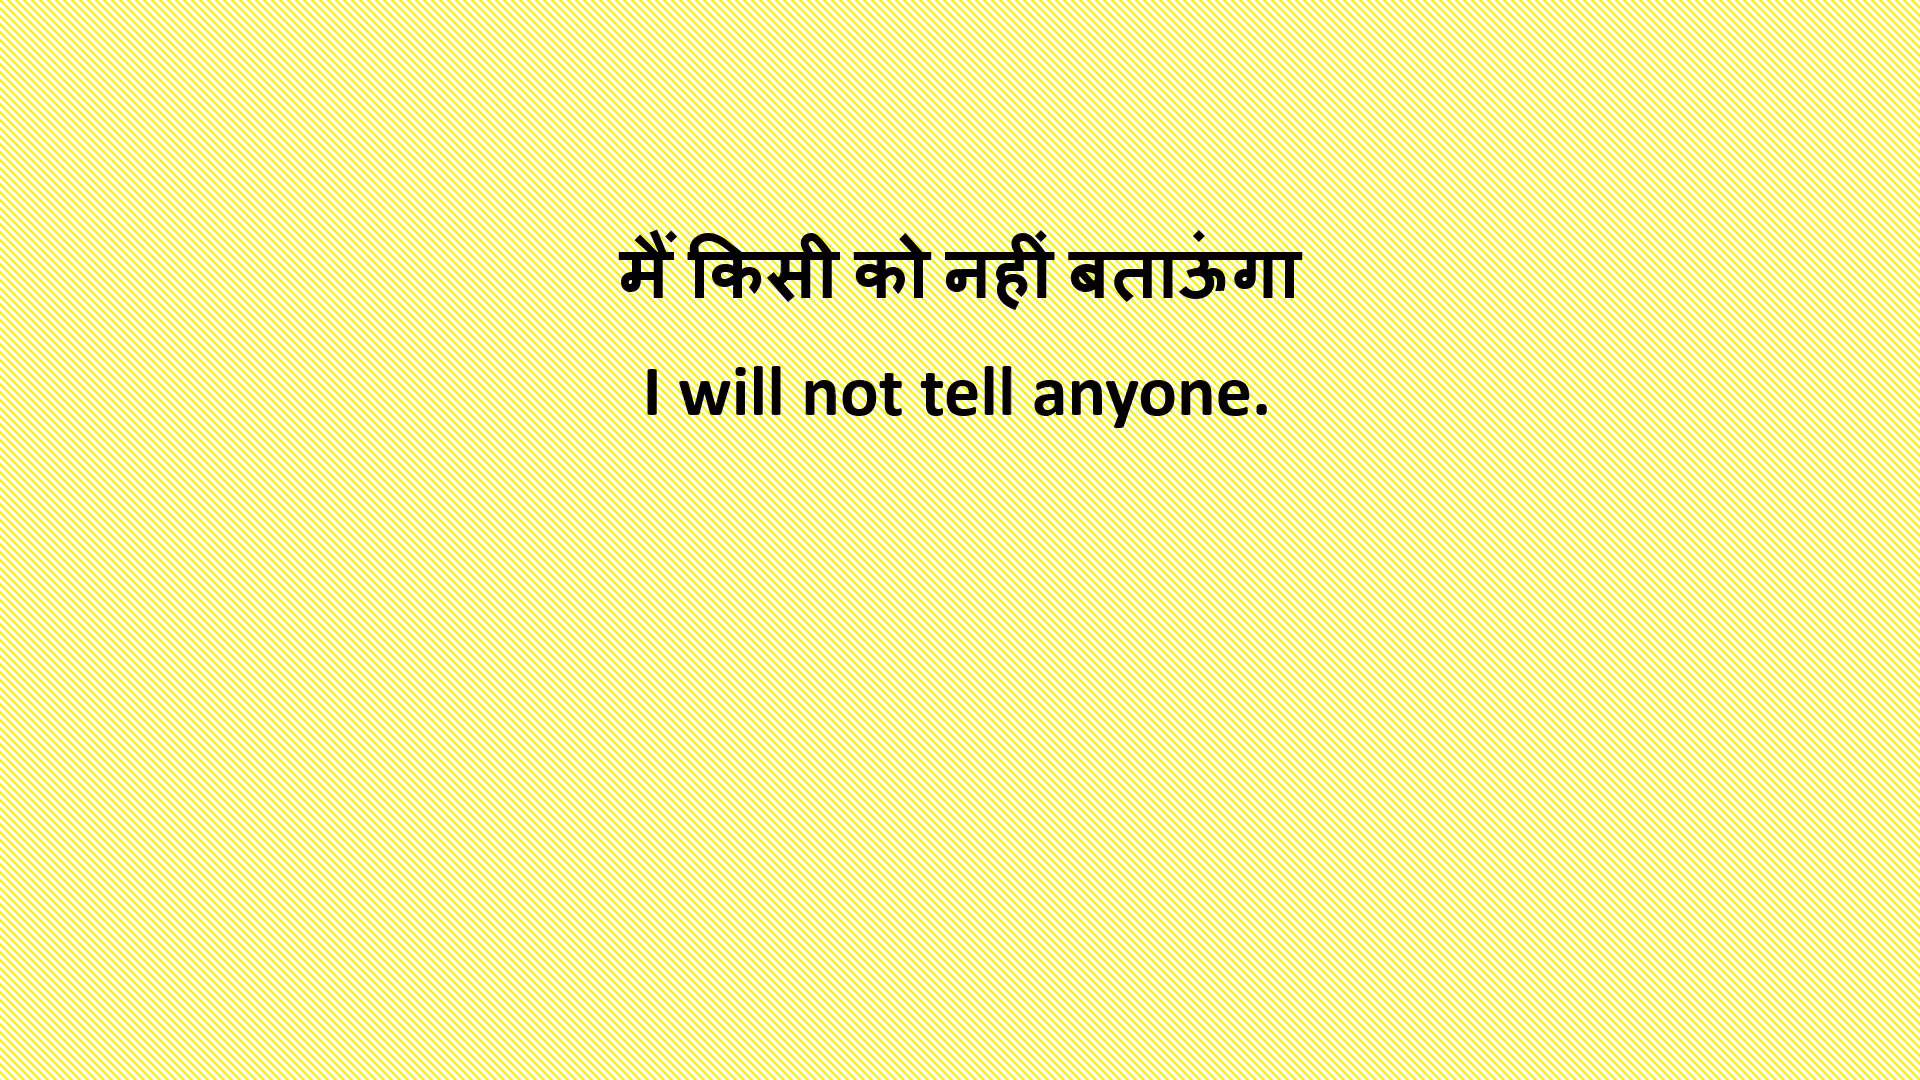 मैं किसी को नहीं बताऊंगा
I will not tell anyone.